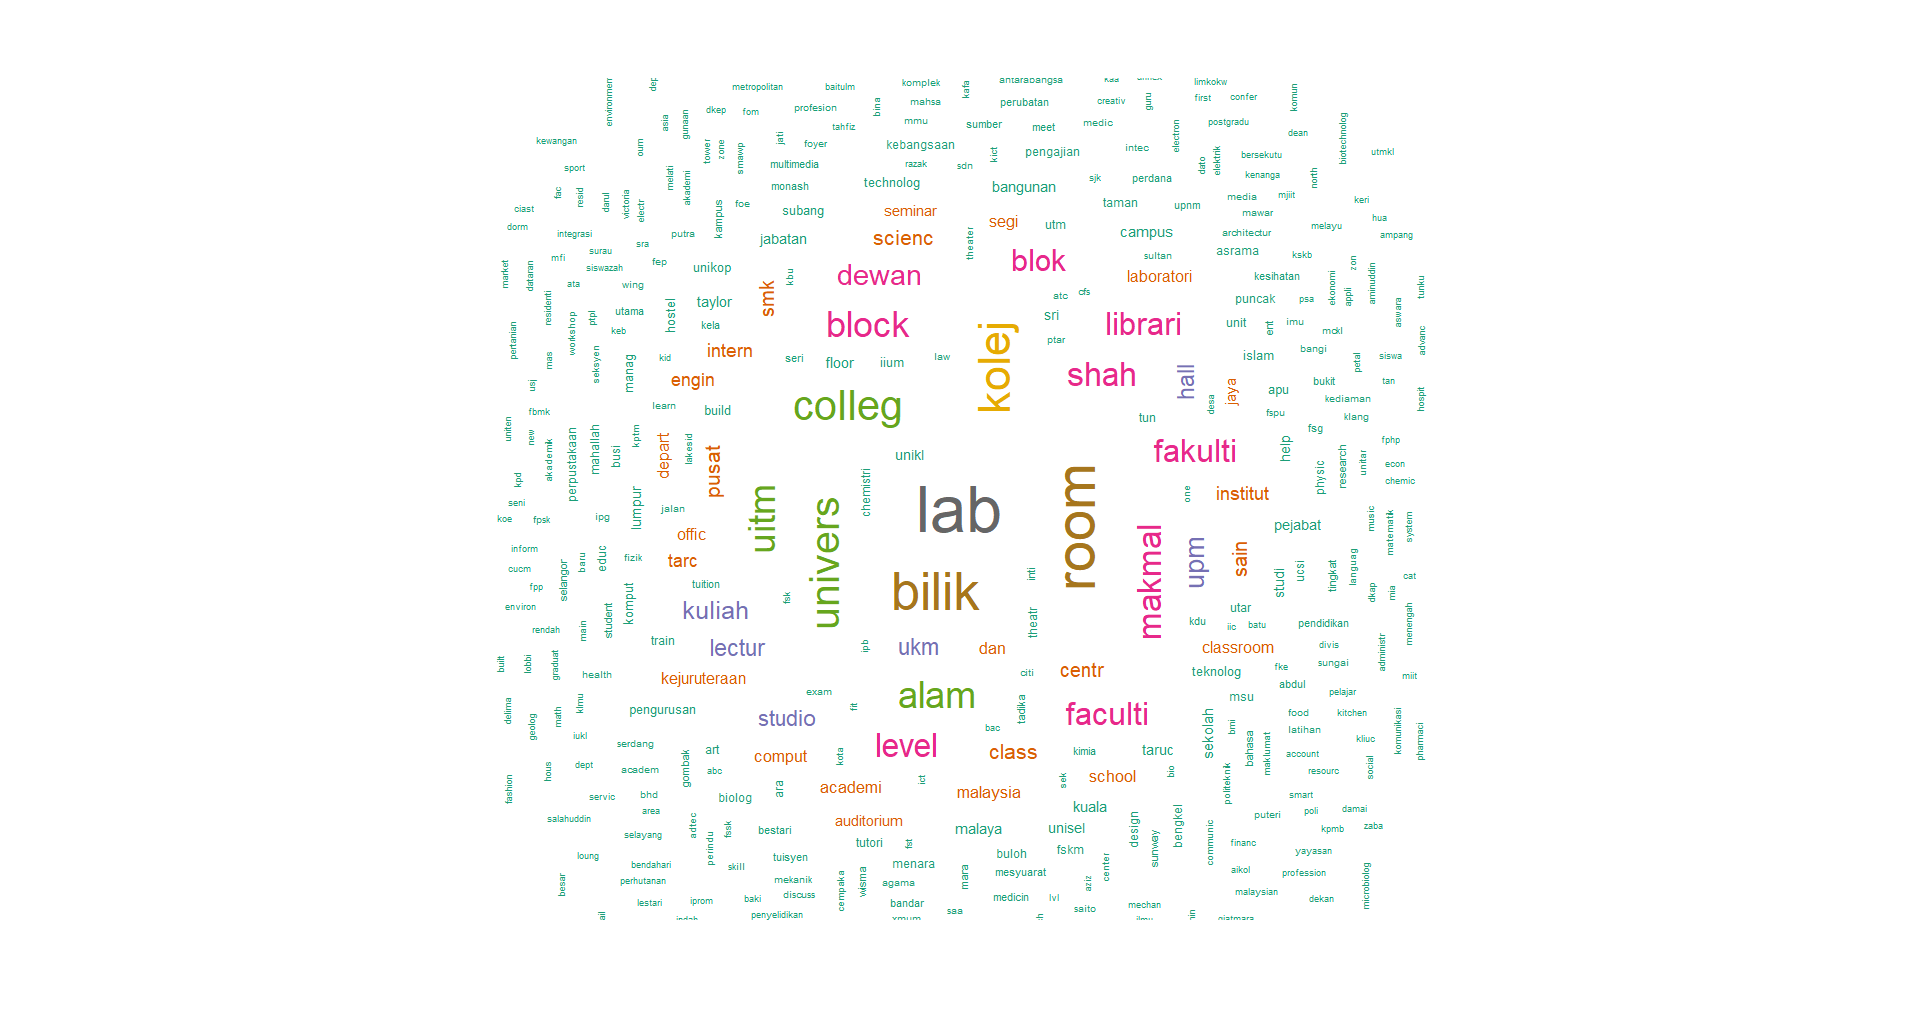 environmen
dep
metropolitan
baitulm
komplek
kafa
antarabangsa
kaa
limkokw
komun
asia
gunaan
dkep
fom
profesion
bina
mahsa
perubatan
creativ
guru
first
confer
kewangan
oum
tower
zone
smawp
jati
foyer
tahfiz
mmu
sumber
meet
medic
electron
postgradu
dean
biotechnolog
sport
melati
akademi
multimedia
kebangsaan
razak
sdn
kict
pengajian
intec
dato
elektrik
bersekutu
north
utmkl
fac
resid
darul
victoria
electr
monash
technolog
bangunan
sjk
perdana
kenanga
ciast
kampus
foe
subang
seminar
segi
utm
taman
upnm
media
mjiit
keri
dorm
integrasi
putra
jabatan
scienc
theater
campus
mawar
architectur
melayu
hua
ampang
sra
surau
mfi
siswazah
fep
unikop
kbu
dewan
blok
sultan
asrama
kskb
zon
market
dataran
ata
wing
smk
laboratori
kesihatan
ekonomi
appli
aminuddin
tunku
residenti
ptpl
utama
hostel
taylor
atc
cfs
puncak
psa
aswara
pertanian
workshop
keb
kela
block
kolej
sri
librari
unit
ent
imu
mckl
advanc
mas
seksyen
manag
kid
intern
seri
floor
iium
law
ptar
islam
bangi
petal
siswa
usj
engin
shah
hall
jaya
apu
bukit
tan
hospit
fbmk
learn
build
colleg
desa
kediaman
uniten
new
tun
fspu
klang
akademik
perpustakaan
mahallah
busi
kptm
depart
lakesid
pusat
unikl
fakulti
help
fsg
physic
research
unitar
fphp
econ
kpd
chemistri
room
one
institut
chemic
seni
lumpur
jalan
uitm
univers
lab
makmal
koe
fpsk
ipg
offic
upm
sain
pejabat
music
matematik
system
inform
baru
educ
fizik
tarc
cucm
selangor
tuition
bilik
inti
studi
ucsi
tingkat
languag
cat
fpp
komput
fsk
dkap
mia
environ
student
kuliah
theatr
utar
menengah
rendah
main
train
lectur
ipb
ukm
dan
kdu
iic
batu
pendidikan
classroom
divis
administr
built
lobbi
graduat
health
kejuruteraan
citi
centr
teknolog
fke
sungai
miit
delima
klmu
exam
alam
abdul
pelajar
msu
geolog
math
pengurusan
studio
fit
tadika
faculti
sekolah
bmi
food
kitchen
komunikasi
pharmaci
iukl
serdang
bac
latihan
kliuc
art
comput
kota
level
class
kimia
taruc
bahasa
maklumat
account
hous
dept
academ
gombak
abc
ict
sek
school
bio
resourc
social
fashion
servic
bhd
biolog
ara
academi
malaysia
politeknik
smart
area
kuala
puteri
poli
damai
salahuddin
selayang
adtec
fssk
bestari
auditorium
malaya
unisel
design
bengkel
communic
kpmb
zaba
loung
perindu
tutori
fst
sunway
financ
yayasan
bendahari
skill
tuisyen
menara
buloh
fskm
center
besar
perhutanan
mekanik
cempaka
wisma
agama
mara
mesyuarat
aziz
aikol
profession
lestari
iprom
baki
discuss
bandar
medicin
lvl
malaysian
dekan
microbiolog
ail
penyelidikan
saa
saito
mechan